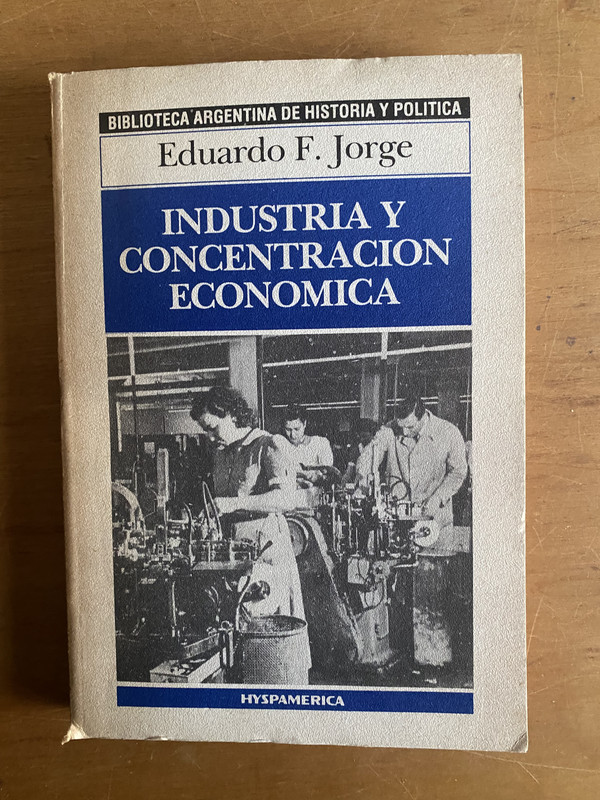 BIBLIOTECA ARGENTINA DE HISTORIA Y POLITICA
Eduardo F. Jorge
INDUSTRIA Y
CONCENTRACION
ECONOMICA
HYSPAMERICA